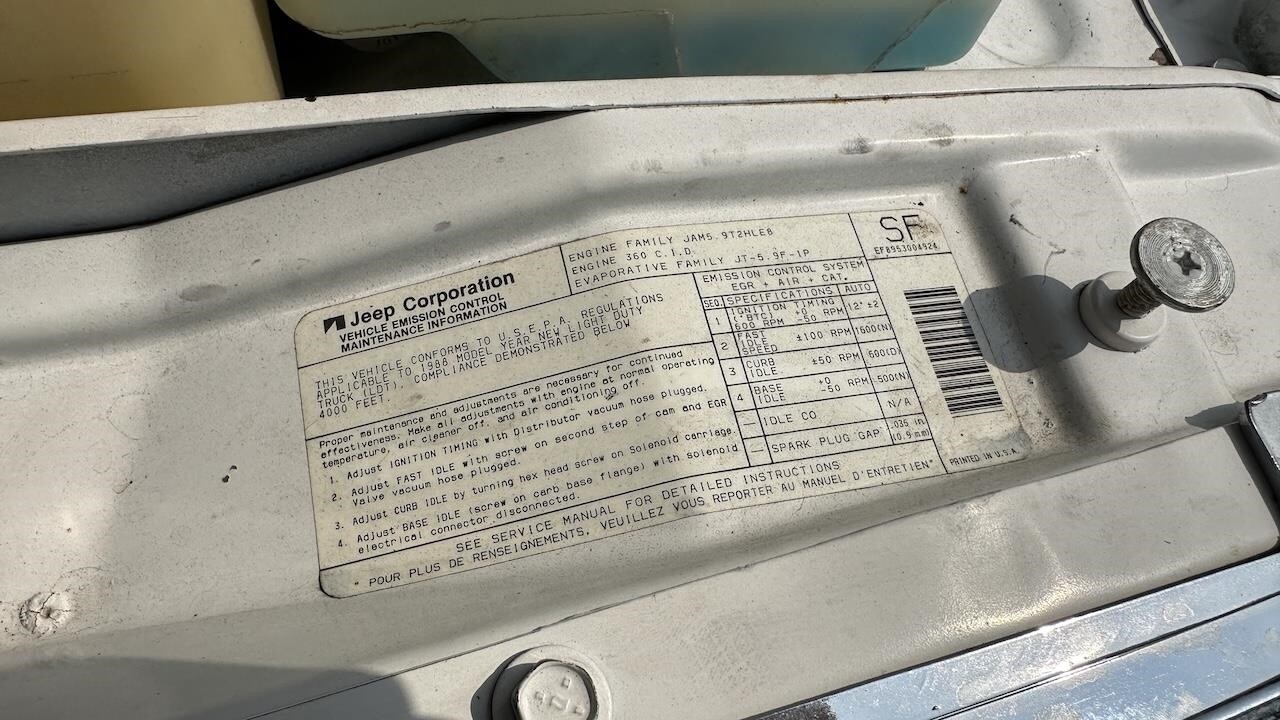 Jeep Corporation
VEHICLE EMISSION CONTROL
MAINTENANCE INFORMATION
ENGINE FAMILY JAM5.9T2HLE8
ENGINE 360 C.I.D.
EVAPORATIVE FAMILY JT-5.9F-1P
SF
EF8953004924
THIS VEHICLE CONFORMS TO U.S.E.P.A. REGULATIONS
APPLICABLE TO 1988 MODEL YEAR NEW LIGHT DUTY
TRUCK (LDT), COMPLIANCE DEMONSTRATED BELOW
4000 FEET.
Proper maintenance and adjustments are necessary for continued
effectiveness. Make all adjustments with engine at normal operating
temperature, air cleaner off, and air conditioning off.
1. Adjust IGNITION TIMING with Distributor vacuum hose plugged.
2. Adjust FAST IDLE with screw on second step of cam and EGR
Valve vacuum hose plugged.
3. Adjust CURB IDLE by turning hex head screw on Solenoid carriage.
4. Adjust BASE IDLE (screw on carb base flange) with solenoid
electrical connector disconnected.
EMISSION CONTROL SYSTEM
EGR + AIR + CAT.
SEQ. SPECIFICATIONS AUTO
1 IGNITION TIMING
(° BTC) +0
600 RPM -50 RPM 12° ±2
2 FAST
IDLE
SPEED ±100 RPM 1600(N)
3 CURB
IDLE ±50 RPM 600(D)
4 BASE
IDLE +0
-50 RPM 500(N)
— IDLE CO N/A
— SPARK PLUG GAP .035 in
(0.9 mm)
SEE SERVICE MANUAL FOR DETAILED INSTRUCTIONS
" POUR PLUS DE RENSEIGNEMENTS, VEUILLEZ VOUS REPORTER AU MANUEL D'ENTRETIEN"
PRINTED IN U.S.A.